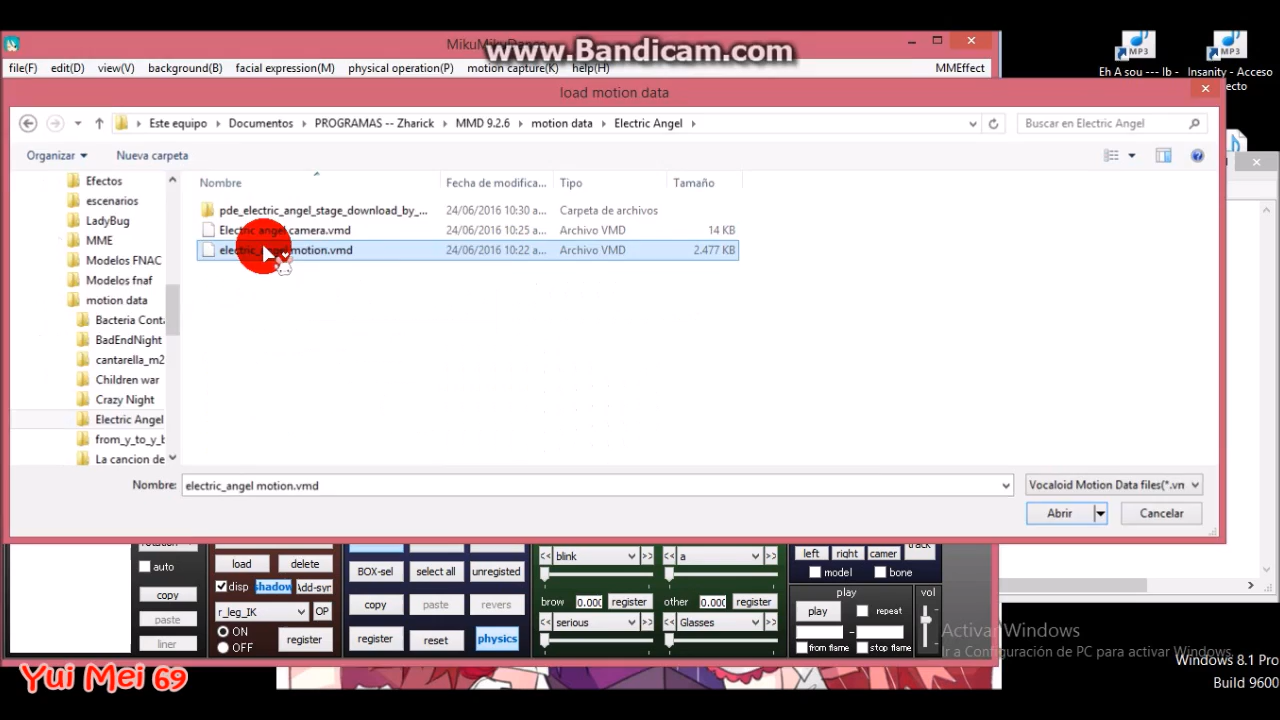 MikuMikuDance
www.Bandicam.com
file(F) edit(D) view(V) background(B) facial expression(M) physical operation(P) motion capture(K) help(H) MMEffect
Eh A sou --- Ib - Insanity - Acceso
ecto
load motion data
Este equipo Documentos PROGRAMAS -- Zharick MMD 9.2.6 motion data Electric Angel
Buscar en Electric Angel
Organizar Nueva carpeta
Nombre Fecha de modifica... Tipo Tamaño
Efectos
escenarios
LadyBug
MME
Modelos FNAC
Modelos fnaf
motion data
Bacteria Cont
BadEndNight
cantarella_m2
Children war
Crazy Night
Electric Angel
from_y_to_y_b
La cancion de
pde_electric_angel_stage_download_by_... 24/06/2016 10:30 a... Carpeta de archivos
Electric angel camera.vmd 24/06/2016 10:25 a... Archivo VMD 14 KB
electric_angel motion.vmd 24/06/2016 10:22 a... Archivo VMD 2.477 KB
Nombre: electric_angel motion.vmd Vocaloid Motion Data files(*.vm
Abrir Cancelar
auto
copy
paste
liner
load delete
disp shadow Add-syn
r_leg_IK OP
ON
OFF
register
BOX-sel select all unregisted
copy paste revers
register reset physics
<< blink >> << a >>
brow 0.000 register other 0.000 register
<< serious >> << Glasses >>
left right camer track
model bone
play vol
play repeat
from flame stop flame
Activar Windows
Ir a Configuración de PC para activar Windows.
Windows 8.1 Pro
Build 9600
Yui Mei 69